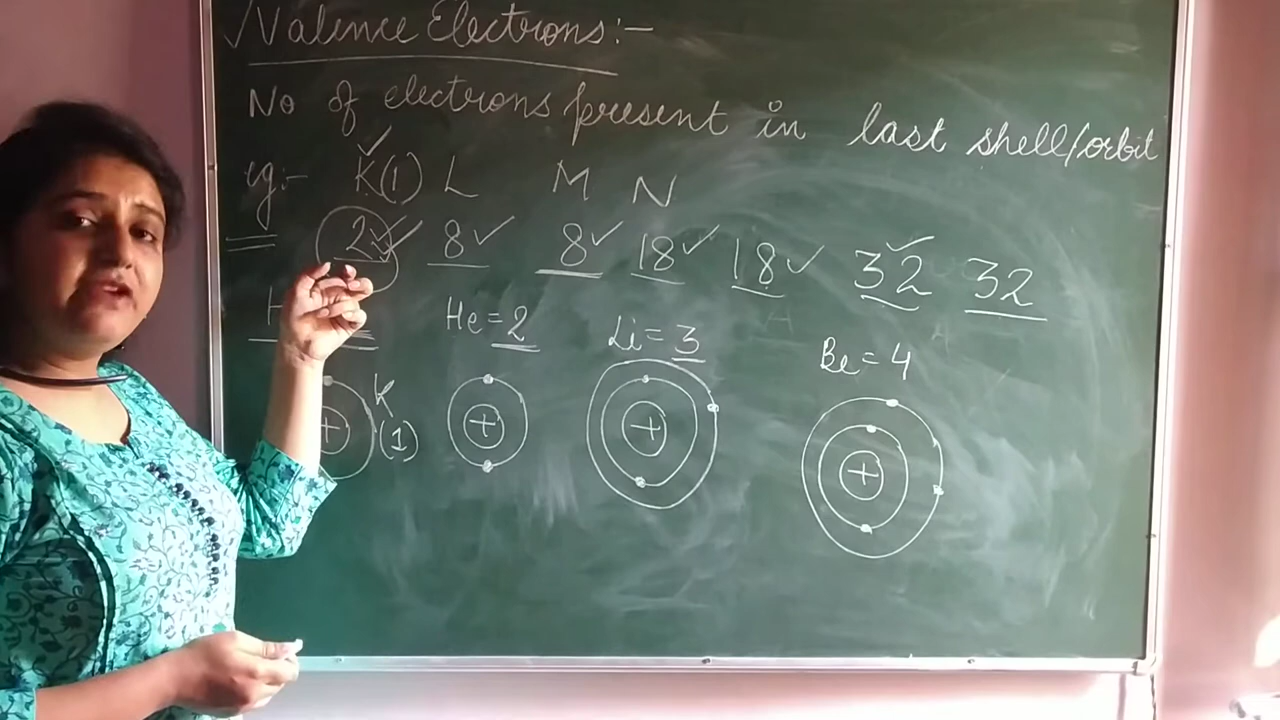 √Valence Electrons:-
No of electrons present in last shell/orbit
eg:- K(1) L M N
2 8 8 18 18 32 32
H He=2 Li=3 Be=4
K
(1)
+ + + +